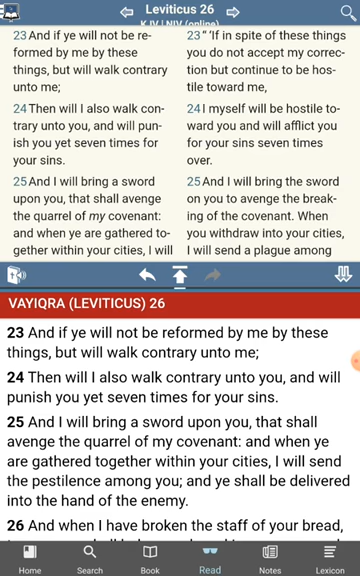 Leviticus 26
KJV | NIV (online)
23 And if ye will not be re-
formed by me by these
things, but will walk contrary
unto me;
24 Then will I also walk con-
trary unto you, and will pun-
ish you yet seven times for
your sins.
25 And I will bring a sword
upon you, that shall avenge
the quarrel of my covenant:
and when ye are gathered to-
gether within your cities, I will
23 “‘If in spite of these things
you do not accept my correc-
tion but continue to be hos-
tile toward me,
24 I myself will be hostile to-
ward you and will afflict you
for your sins seven times
over.
25 And I will bring the sword
on you to avenge the break-
ing of the covenant. When
you withdraw into your cities,
I will send a plague among
VAYIQRA (LEVITICUS) 26
23 And if ye will not be reformed by me by these
things, but will walk contrary unto me;
24 Then will I also walk contrary unto you, and will
punish you yet seven times for your sins.
25 And I will bring a sword upon you, that shall
avenge the quarrel of my covenant: and when ye
are gathered together within your cities, I will send
the pestilence among you; and ye shall be delivered
into the hand of the enemy.
26 And when I have broken the staff of your bread,
Home
Search
Book
Read
Notes
Lexicon